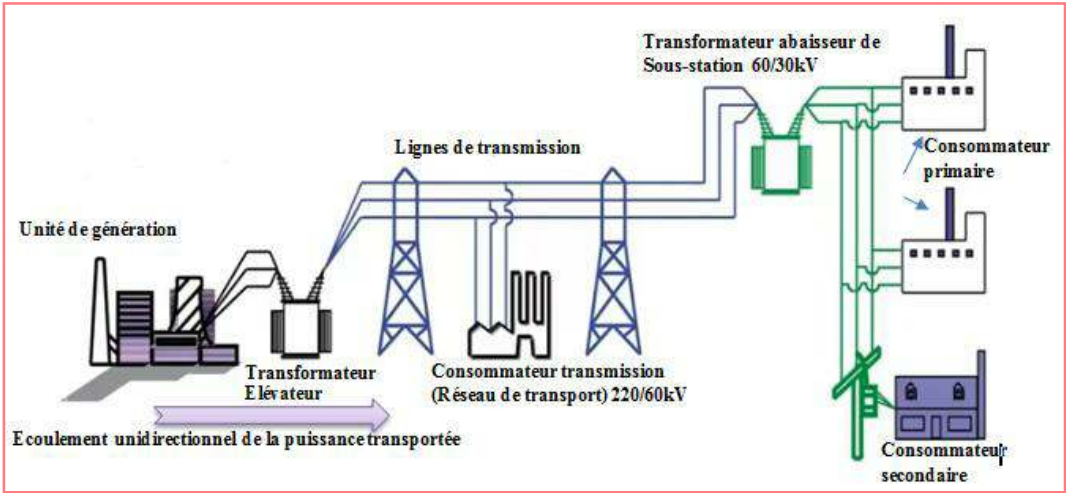 Transformateur abaisseur de
Sous-station 60/30kV
Lignes de transmission
Consommateur
primaire
Unité de génération
Transformateur
Elévateur
Consommateur transmission
(Réseau de transport) 220/60kV
Ecoulement unidirectionnel de la puissance transportée
Consommateur
secondaire